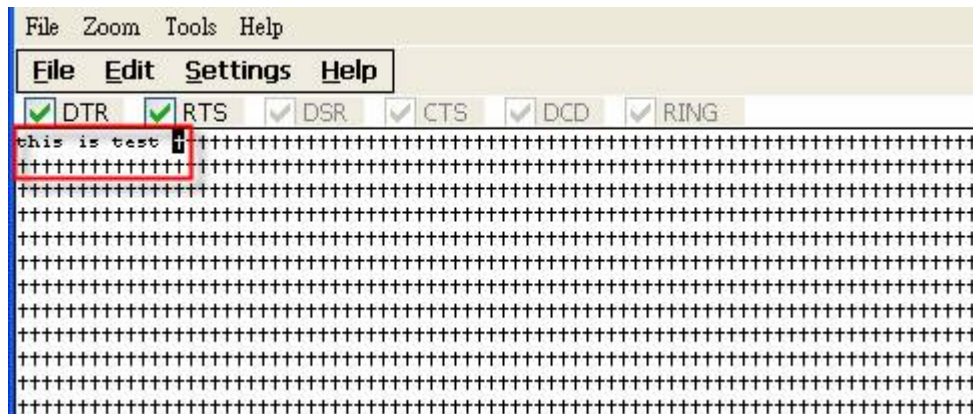 File Zoom Tools Help
File Edit Settings Help
DTR RTS DSR CTS DCD RING
this is test